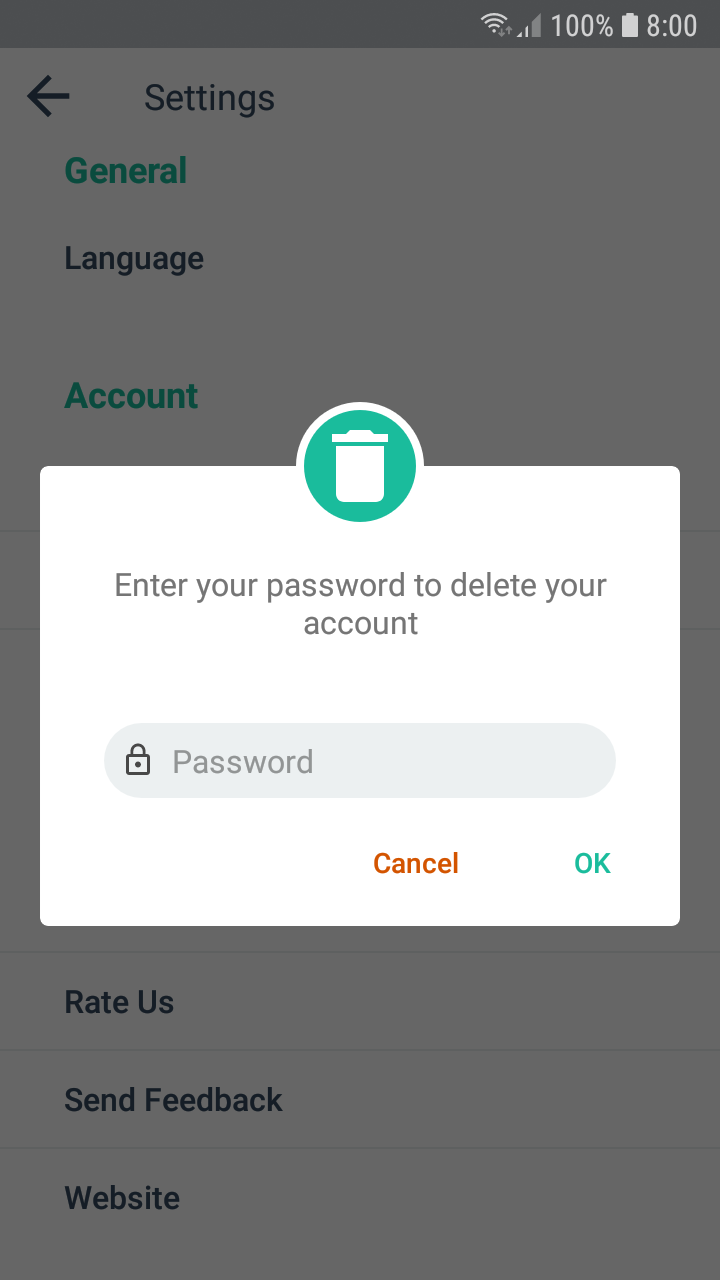 100% 8:00
Settings
General
Language
Account
Enter your password to delete your
account
Password
Cancel OK
Rate Us
Send Feedback
Website